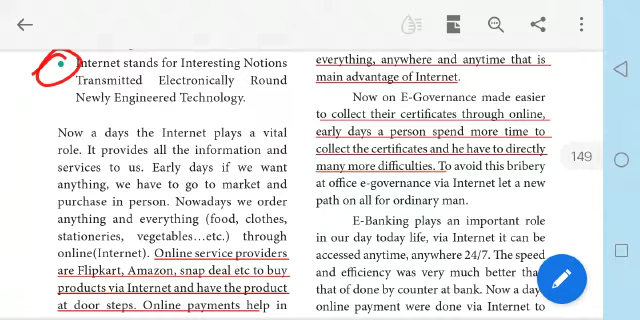 Internet stands for Interesting Notions
Transmitted Electronically Round
Newly Engineered Technology.
Now a days the Internet plays a vital
role. It provides all the information and
services to us. Early days if we want
anything, we have to go to market and
purchase in person. Nowadays we order
anything and everything (food, clothes,
stationeries, vegetables...etc.) through
online(Internet). Online service providers
are Flipkart, Amazon, snap deal etc to buy
products via Internet and have the product
at door steps. Online payments help in
everything, anywhere and anytime that is
main advantage of Internet.
Now on E-Governance made easier
to collect their certificates through online,
early days a person spend more time to
collect the certificates and he have to directly
many more difficulties. To avoid this bribery
at office e-governance via Internet let a new
path on all for ordinary man.
E-Banking plays an important role
in our day today life, via Internet it can be
accessed anytime, anywhere 24/7. The speed
and efficiency was very much better
that of done by counter at bank. Now a
online payment were done via Internet to
149